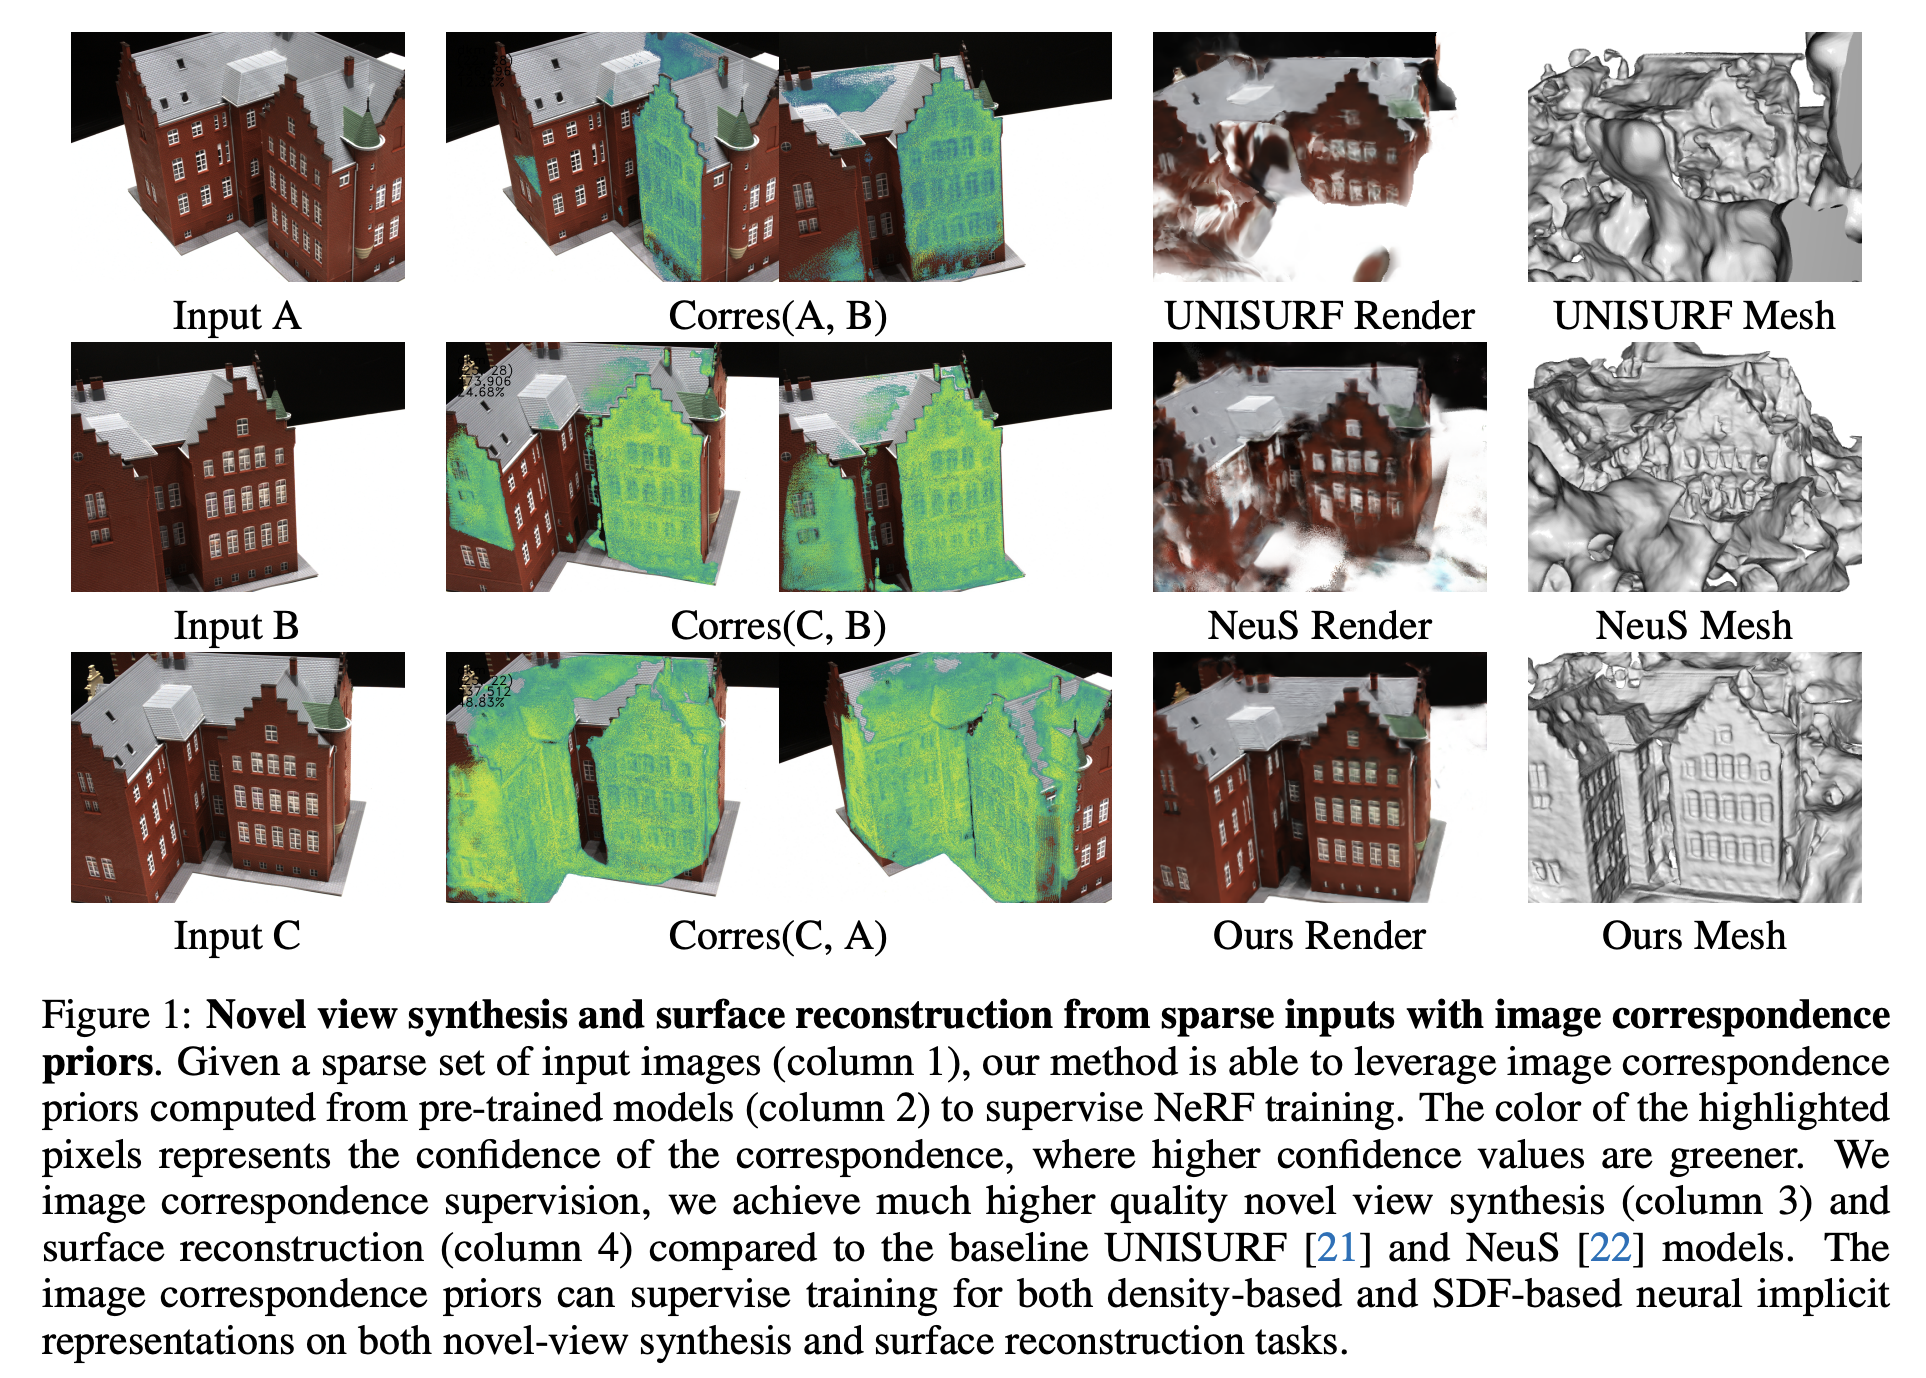 Input A
Corres(A, B)
UNISURF Render
UNISURF Mesh
28)
73.906
24.68%
Input B
Corres(C, B)
NeuS Render
NeuS Mesh
22)
37.512
48.83%
Input C
Corres(C, A)
Ours Render
Ours Mesh
Figure 1: Novel view synthesis and surface reconstruction from sparse inputs with image correspondence
priors. Given a sparse set of input images (column 1), our method is able to leverage image correspondence
priors computed from pre-trained models (column 2) to supervise NeRF training. The color of the highlighted
pixels represents the confidence of the correspondence, where higher confidence values are greener. We
image correspondence supervision, we achieve much higher quality novel view synthesis (column 3) and
surface reconstruction (column 4) compared to the baseline UNISURF [21] and NeuS [22] models. The
image correspondence priors can supervise training for both density-based and SDF-based neural implicit
representations on both novel-view synthesis and surface reconstruction tasks.